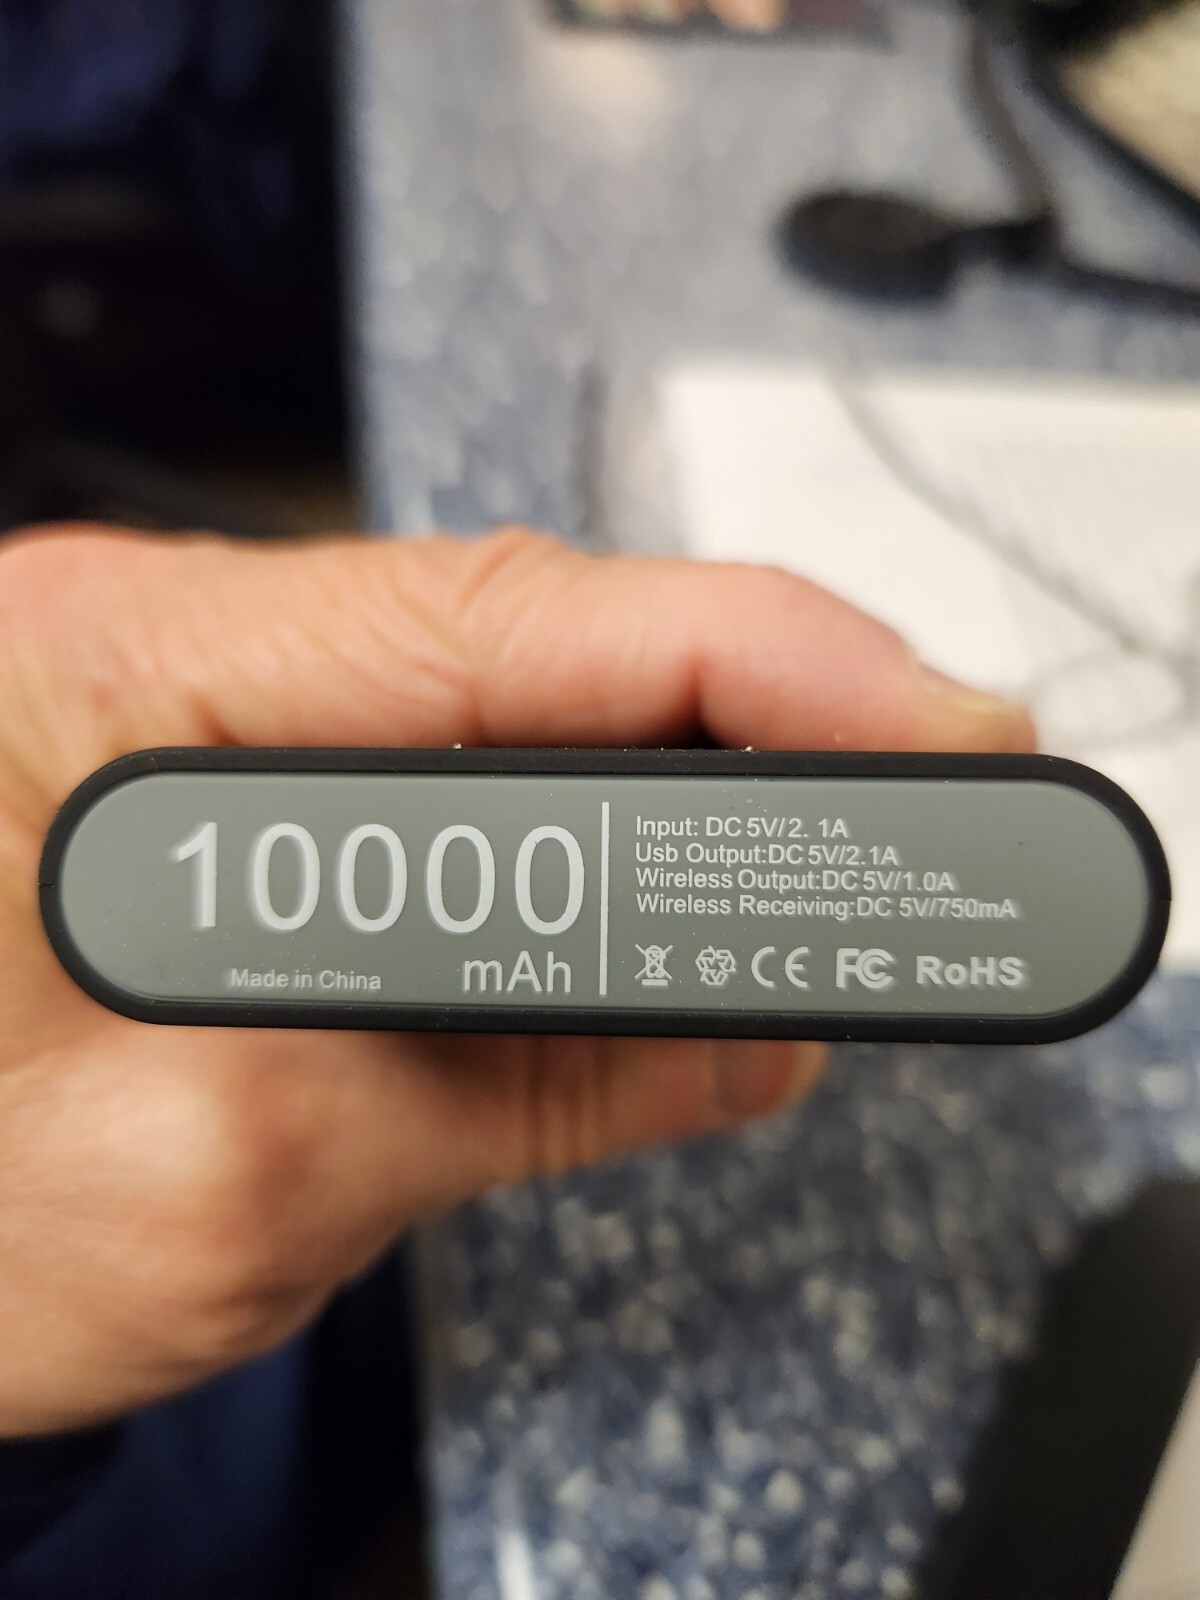 10000
mAh
Made in China
Input: DC 5V/2. 1A
Usb Output:DC 5V/2.1A
Wireless Output:DC 5V/1.0A
Wireless Receiving:DC 5V/750mA
CE FC RoHS